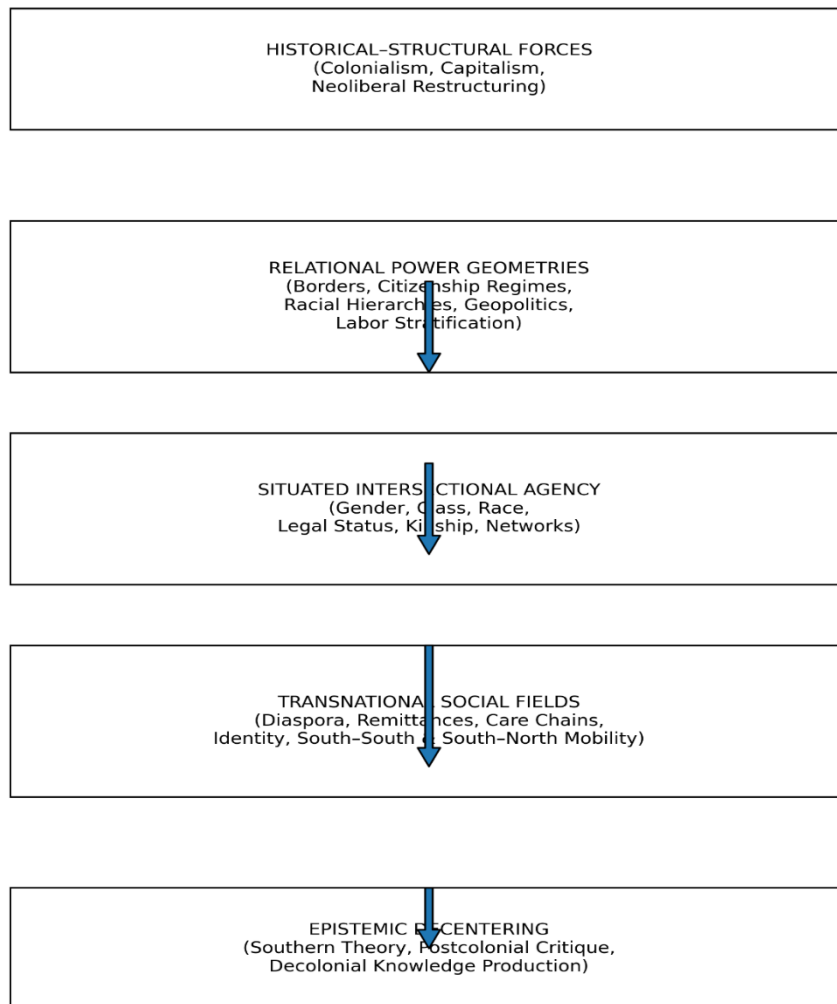 HISTORICAL–STRUCTURAL FORCES
(Colonialism, Capitalism,
Neoliberal Restructuring)
RELATIONAL POWER GEOMETRIES
(Borders, Citizenship Regimes,
Racial Hierarchies, Geopolitics,
Labor Stratification)
SITUATED INTERSECTIONAL AGENCY
(Gender, Class, Race,
Legal Status, Kinship, Networks)
TRANSNATIONAL SOCIAL FIELDS
(Diaspora, Remittances, Care Chains,
Identity, South–South & South–North Mobility)
EPISTEMIC DECENTERING
(Southern Theory, Postcolonial Critique,
Decolonial Knowledge Production)